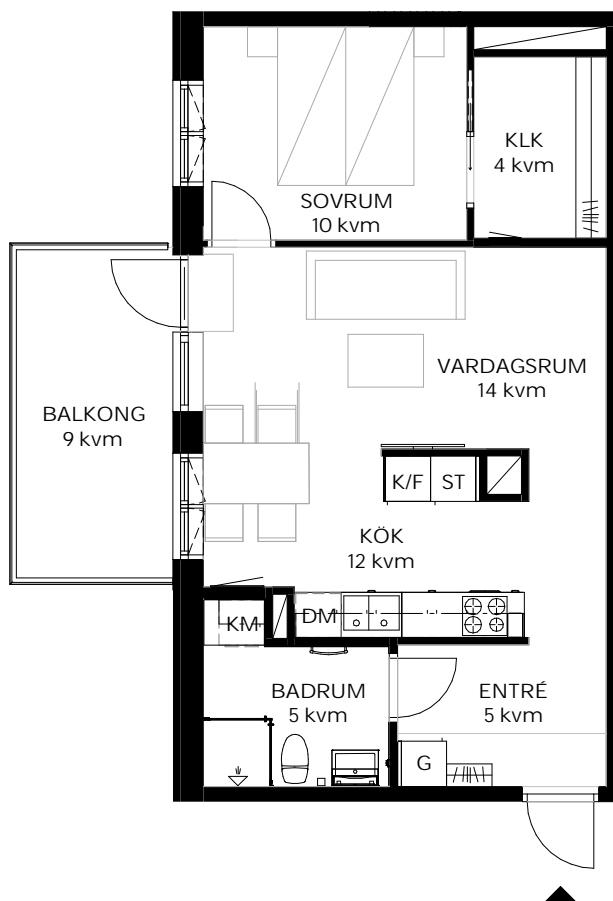 KLK
4 kvm
SOVRUM
10 kvm
VARDAGSRUM
14 kvm
BALKONG
9 kvm
K/F
ST
KÖK
12 kvm
KM
DM
BADRUM
5 kvm
ENTRÉ
5 kvm
G